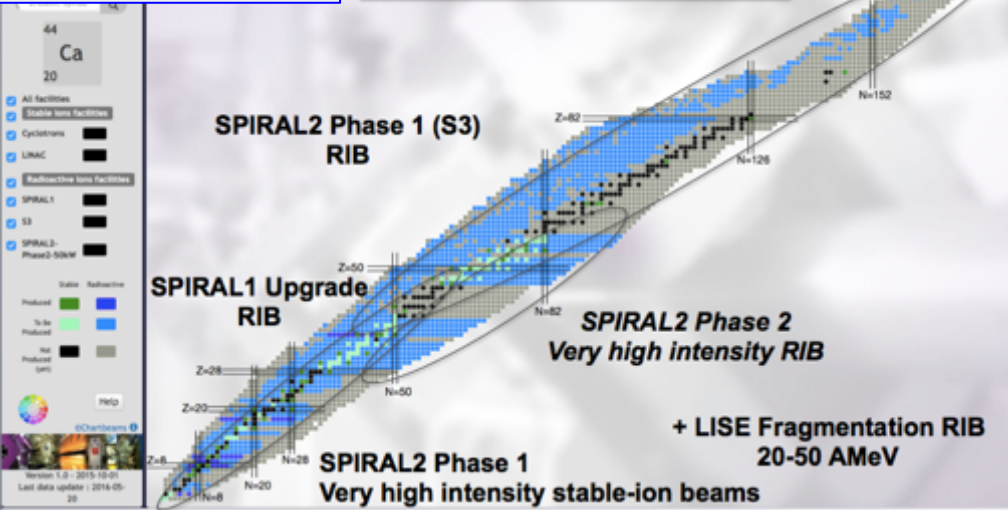 44
Ca
20
All facilities
Stable ions facilities
Cyclotrons
LINAC
Radioactive ions facilities
SPIRAL1
S3
SPIRAL2-
Phase2-50kW
Stable Radioactive
Produced
To Be
Produced
Not
Produced
(yet)
Help
©Chartbeams
Version 1.0 - 2015-10-01
Last data update : 2016-05-
20
SPIRAL2 Phase 1 (S3)
RIB
Z=82
N=152
N=126
Z=50
SPIRAL1 Upgrade
RIB
N=82
SPIRAL2 Phase 2
Very high intensity RIB
Z=28
N=50
Z=20
+ LISE Fragmentation RIB
20-50 AMeV
Z=8
N=28
N=20
N=8
SPIRAL2 Phase 1
Very high intensity stable-ion beams